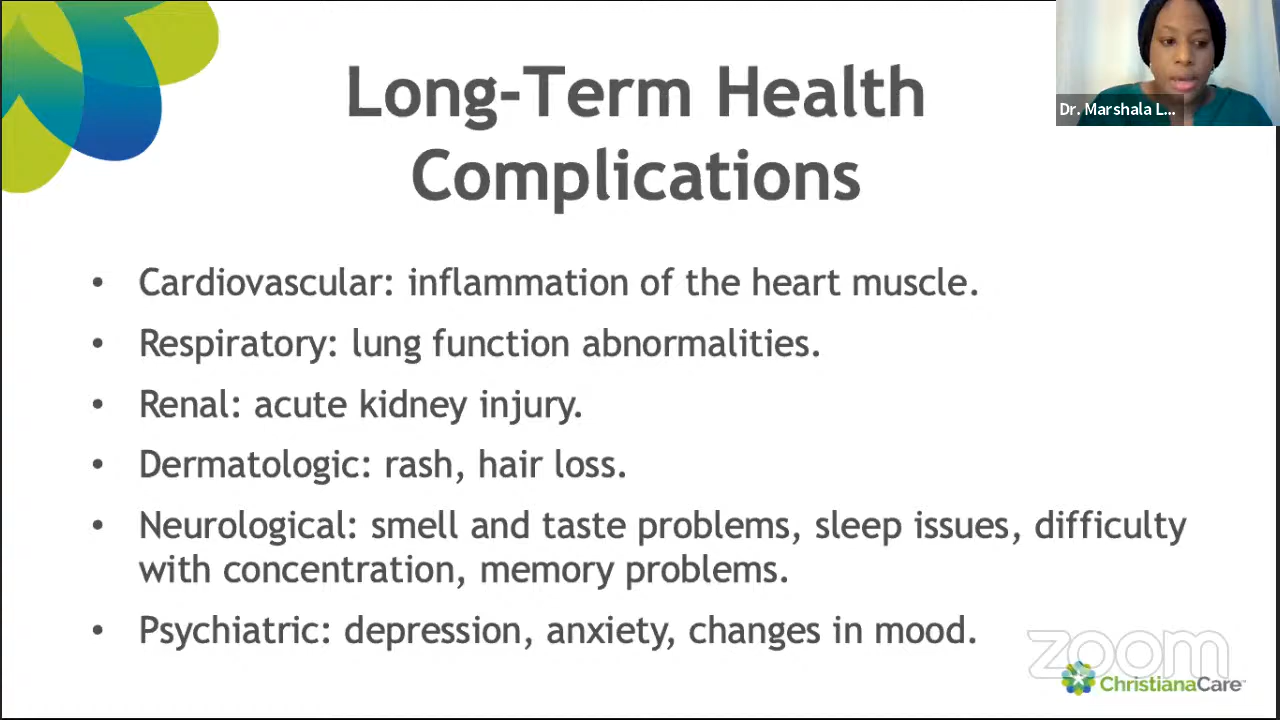 Long-Term Health
Complications
Dr. Marshala L...
• Cardiovascular: inflammation of the heart muscle.
• Respiratory: lung function abnormalities.
• Renal: acute kidney injury.
• Dermatologic: rash, hair loss.
• Neurological: smell and taste problems, sleep issues, difficulty
with concentration, memory problems.
• Psychiatric: depression, anxiety, changes in mood.
zoom
ChristianaCare™